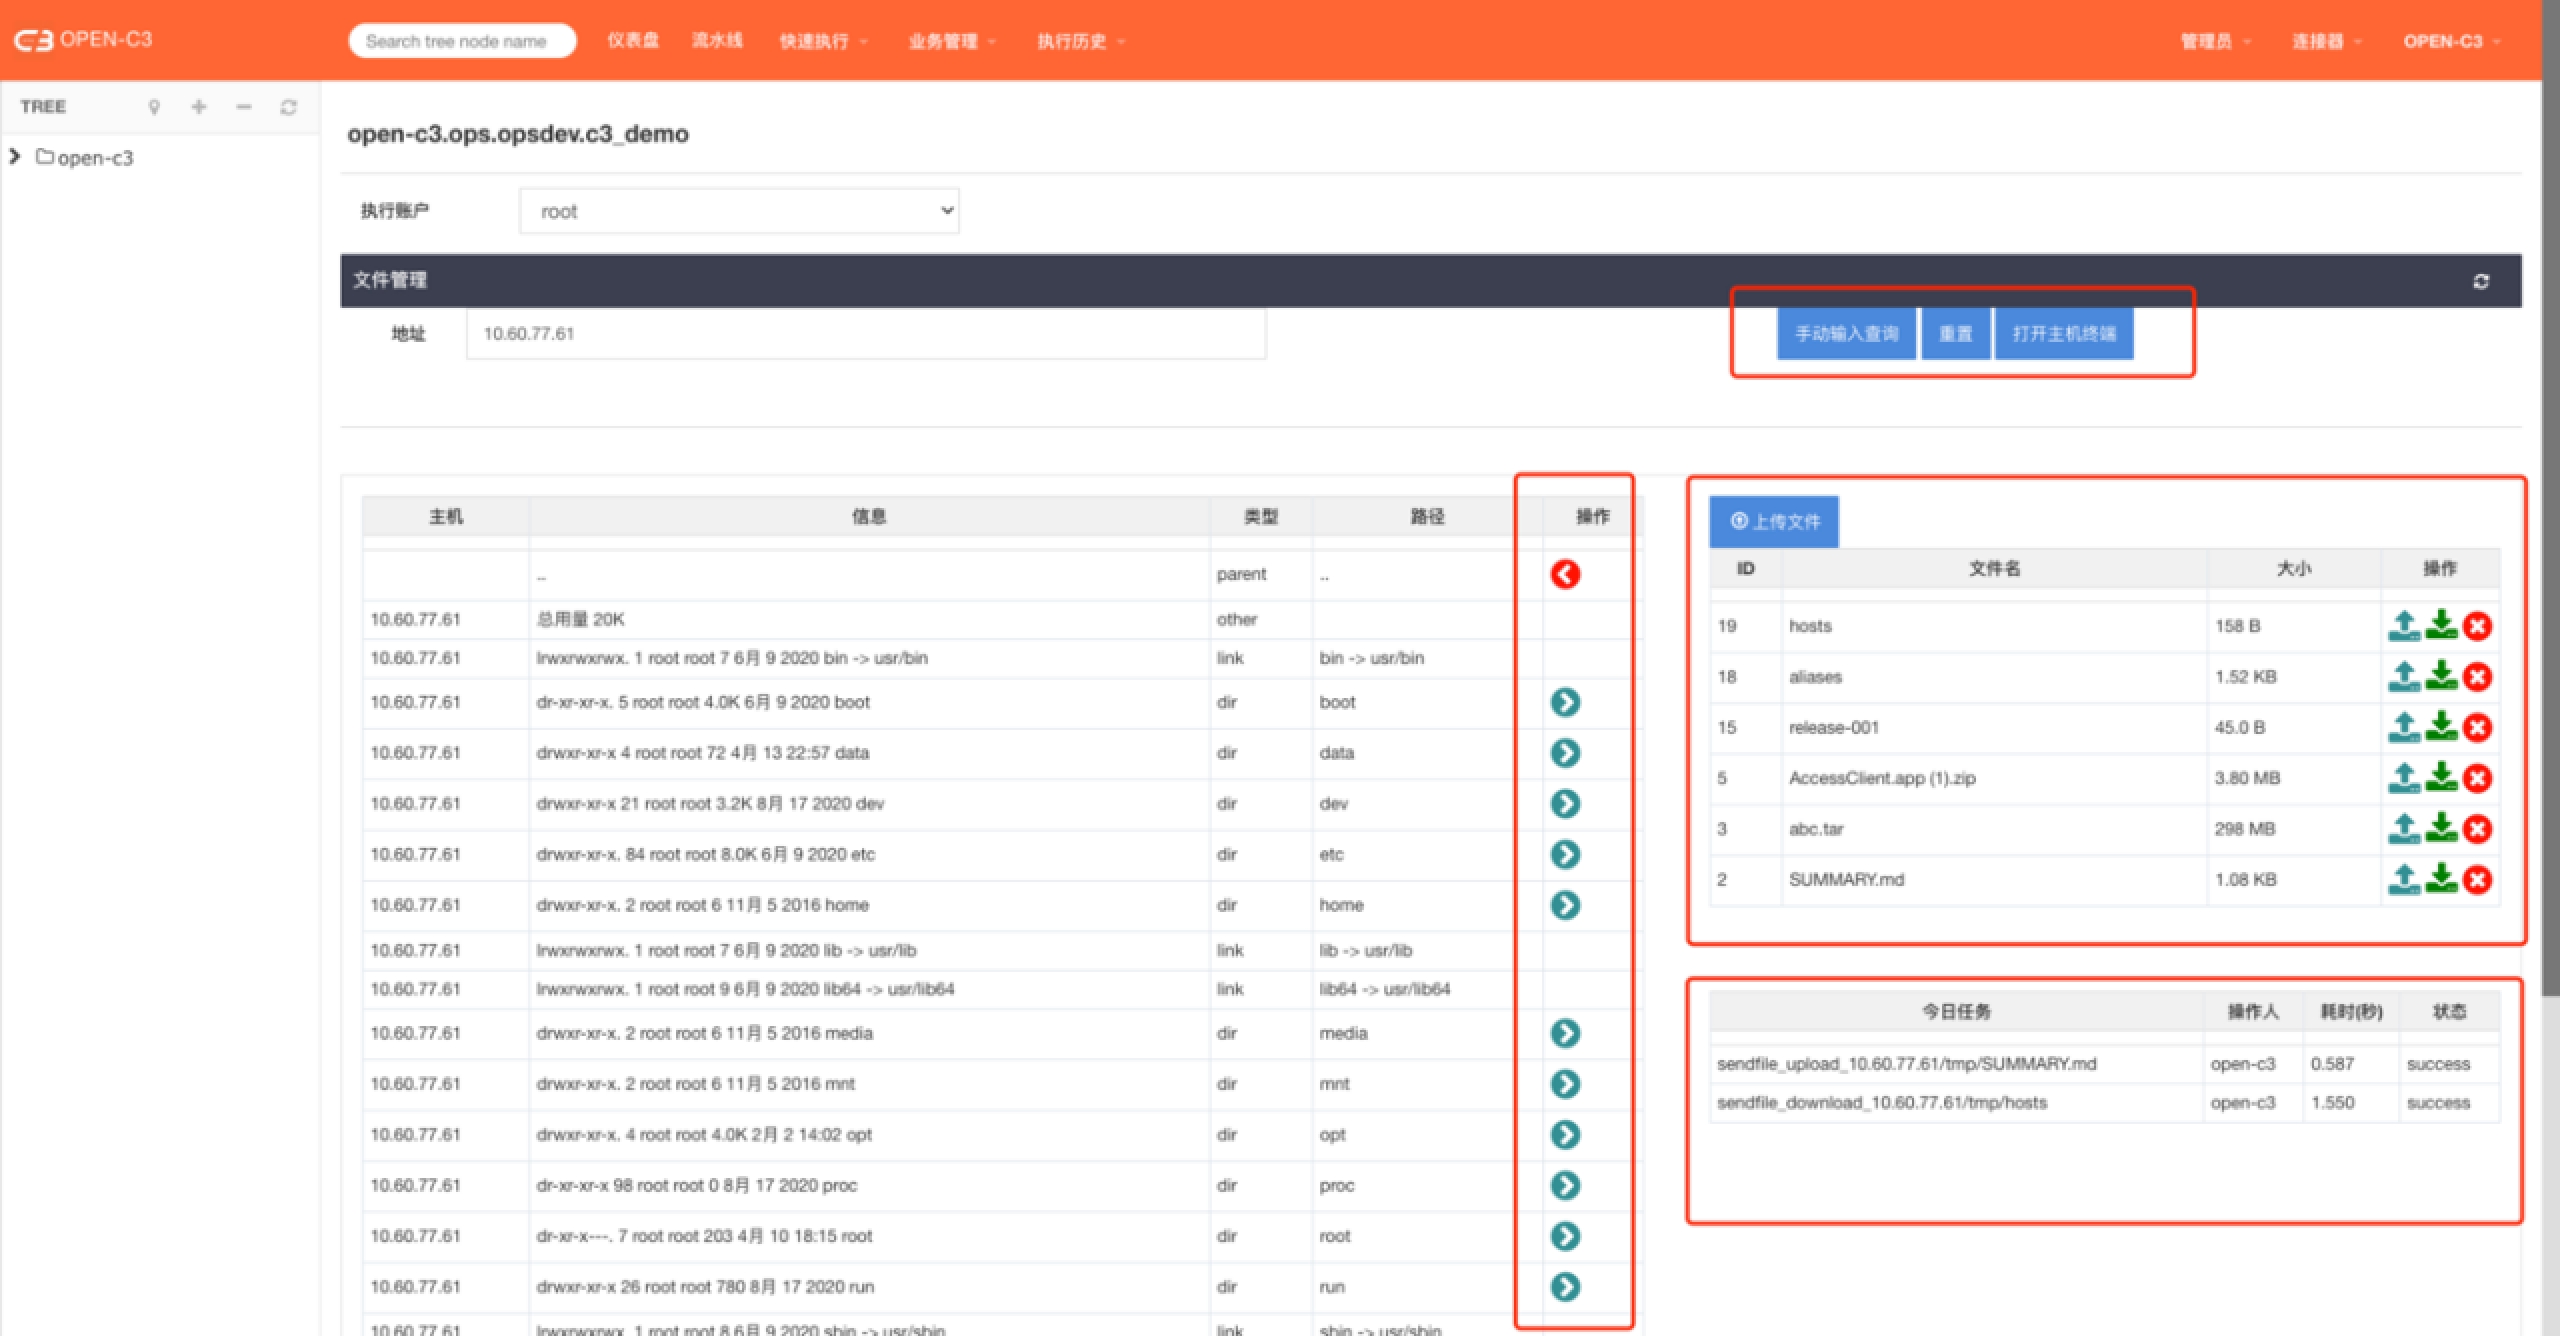 OPEN-C3 Search tree node name 仪表盘 流水线 快速执行 业务管理 执行历史 管理员 连接器 OPEN-C3
TREE
open-c3
open-c3.ops.opsdev.c3_demo
执行账户 root
文件管理
地址 10.60.77.61 手动输入查询 重置 打开主机终端
主机 信息 类型 路径 操作
.. parent ..
10.60.77.61 总用量 20K other
10.60.77.61 lrwxrwxrwx. 1 root root 7 6月 9 2020 bin -> usr/bin link bin -> usr/bin
10.60.77.61 dr-xr-xr-x. 5 root root 4.0K 6月 9 2020 boot dir boot
10.60.77.61 drwxr-xr-x 4 root root 72 4月 13 22:57 data dir data
10.60.77.61 drwxr-xr-x 21 root root 3.2K 8月 17 2020 dev dir dev
10.60.77.61 drwxr-xr-x. 84 root root 8.0K 6月 9 2020 etc dir etc
10.60.77.61 drwxr-xr-x. 2 root root 6 11月 5 2016 home dir home
10.60.77.61 lrwxrwxrwx. 1 root root 7 6月 9 2020 lib -> usr/lib link lib -> usr/lib
10.60.77.61 lrwxrwxrwx. 1 root root 9 6月 9 2020 lib64 -> usr/lib64 link lib64 -> usr/lib64
10.60.77.61 drwxr-xr-x. 2 root root 6 11月 5 2016 media dir media
10.60.77.61 drwxr-xr-x. 2 root root 6 11月 5 2016 mnt dir mnt
10.60.77.61 drwxr-xr-x. 4 root root 4.0K 2月 2 14:02 opt dir opt
10.60.77.61 dr-xr-xr-x 98 root root 0 8月 17 2020 proc dir proc
10.60.77.61 dr-xr-x---. 7 root root 203 4月 10 18:15 root dir root
10.60.77.61 drwxr-xr-x 26 root root 780 8月 17 2020 run dir run
10.60.77.61 lrwxrwxrwx. 1 root root 8 6月 9 2020 sbin -> usr/sbin link sbin -> usr/sbin
上传文件
ID 文件名 大小 操作
19 hosts 158 B
18 aliases 1.52 KB
15 release-001 45.0 B
5 AccessClient.app (1).zip 3.80 MB
3 abc.tar 298 MB
2 SUMMARY.md 1.08 KB
今日任务 操作人 耗时(秒) 状态
sendfile_upload_10.60.77.61/tmp/SUMMARY.md open-c3 0.587 success
sendfile_download_10.60.77.61/tmp/hosts open-c3 1.550 success